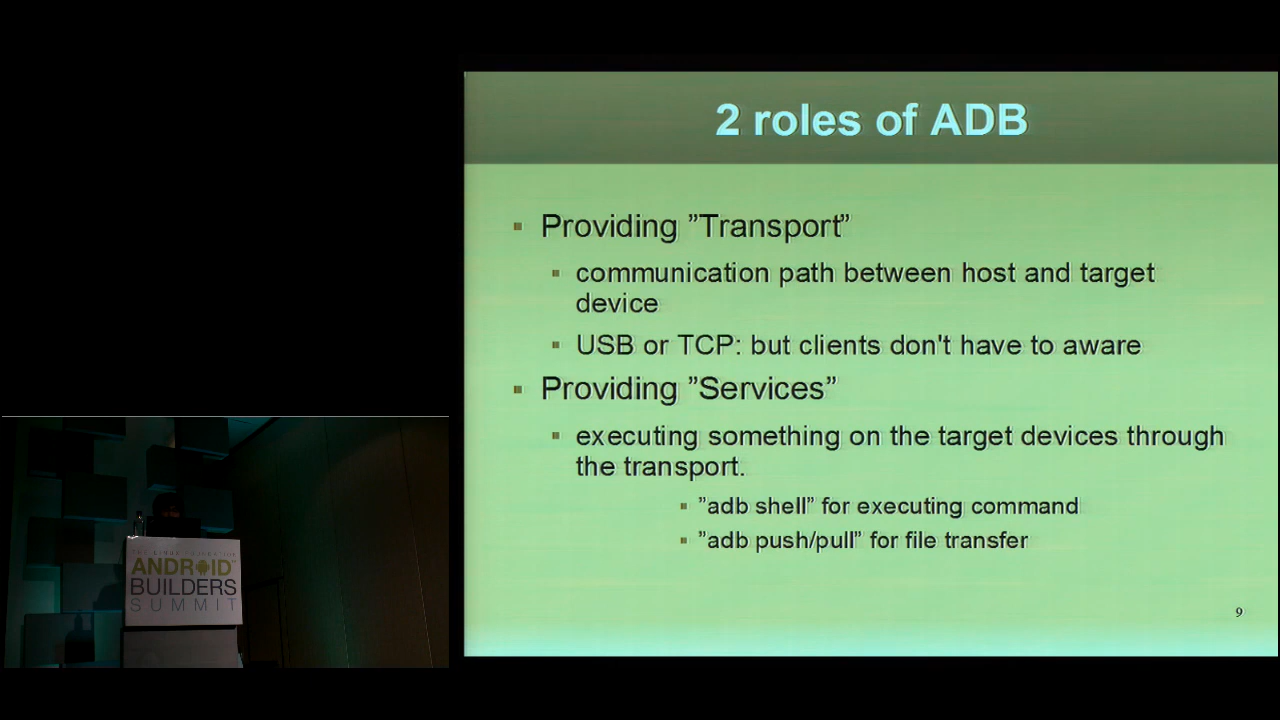 2 roles of ADB
Providing ”Transport”
communication path between host and target
device
USB or TCP: but clients don't have to aware
Providing ”Services”
executing something on the target devices through
the transport.
”adb shell” for executing command
”adb push/pull” for file transfer
9
THE LINUX FOUNDATION
ANDROID
BUILDERS
SUMMIT